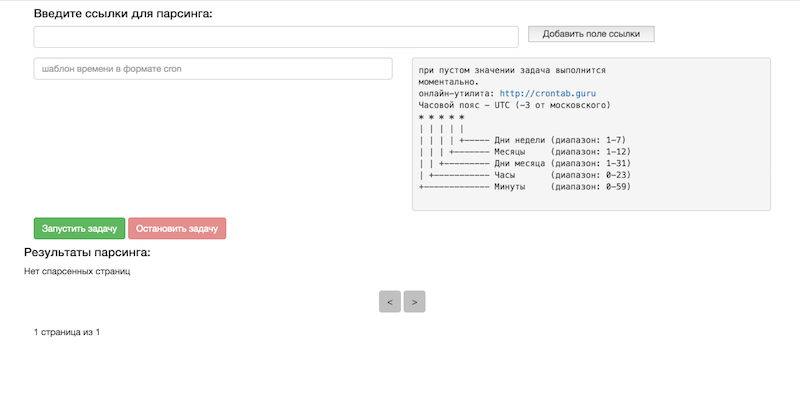 Введите ссылки для парсинга:
Добавить поле ссылки
шаблон времени в формате cron
при пустом значении задача выполнится
моментально.
онлайн-утилита: http://crontab.guru
Часовой пояс - UTC (-3 от московского)
* * * * *
| | | | |
| | | | +----- Дни недели (диапазон: 1-7)
| | | +------- Месяцы     (диапазон: 1-12)
| | +--------- Дни месяца (диапазон: 1-31)
| +----------- Часы       (диапазон: 0-23)
+------------- Минуты     (диапазон: 0-59)
Запустить задачу Остановить задачу
Результаты парсинга:
Нет спарсенных страниц
< >
1 страница из 1